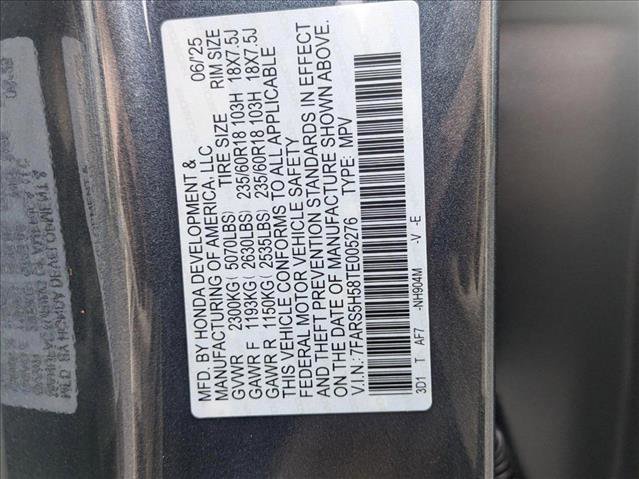 MFD. BY HONDA DEVELOPMENT & 06/'25
MANUFACTURING OF AMERICA, LLC TIRE SIZE RIM SIZE
GVWR 2300KG( 5070LBS)
GAWR F 1193KG( 2630LBS) 235/60R18 103H 18X7.5J
GAWR R 1150KG( 2535LBS) 235/60R18 103H 18X7.5J
THIS VEHICLE CONFORMS TO ALL APPLICABLE
FEDERAL MOTOR VEHICLE SAFETY
AND THEFT PREVENTION STANDARDS IN EFFECT
ON THE DATE OF MANUFACTURE SHOWN ABOVE.
V.I.N.: 7FARS5H58TE005276 TYPE: MPV
3D1 T AF7 -NH904M -V -E